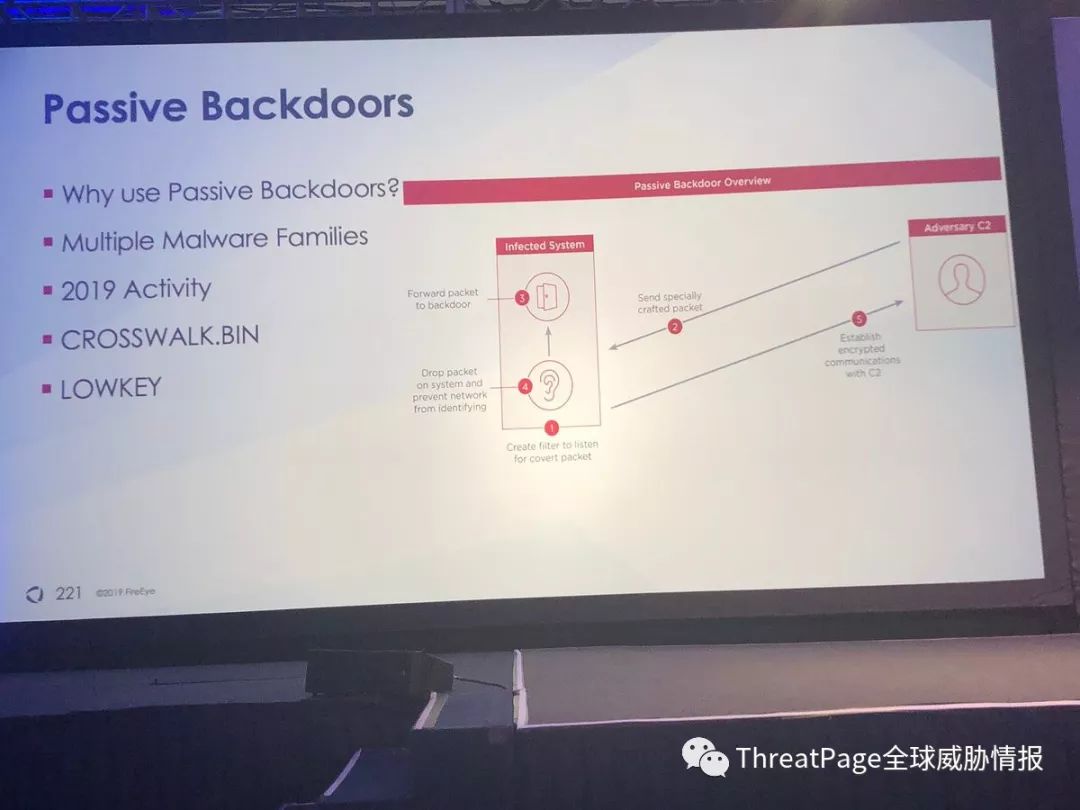 Passive Backdoors
▪ Why use Passive Backdoors?
▪ Multiple Malware Families
▪ 2019 Activity
▪ CROSSWALK.BIN
▪ LOWKEY
Passive Backdoor Overview
Infected System
Adversary C2
Forward packet
to backdoor
3
Send specially
crafted packet
2
5
Establish
encrypted
communications
with C2
Drop packet
on system and
prevent network
from identifying
4
1
Create filter to listen
for covert packet
221 ©2019 FireEye
ThreatPage全球威胁情报